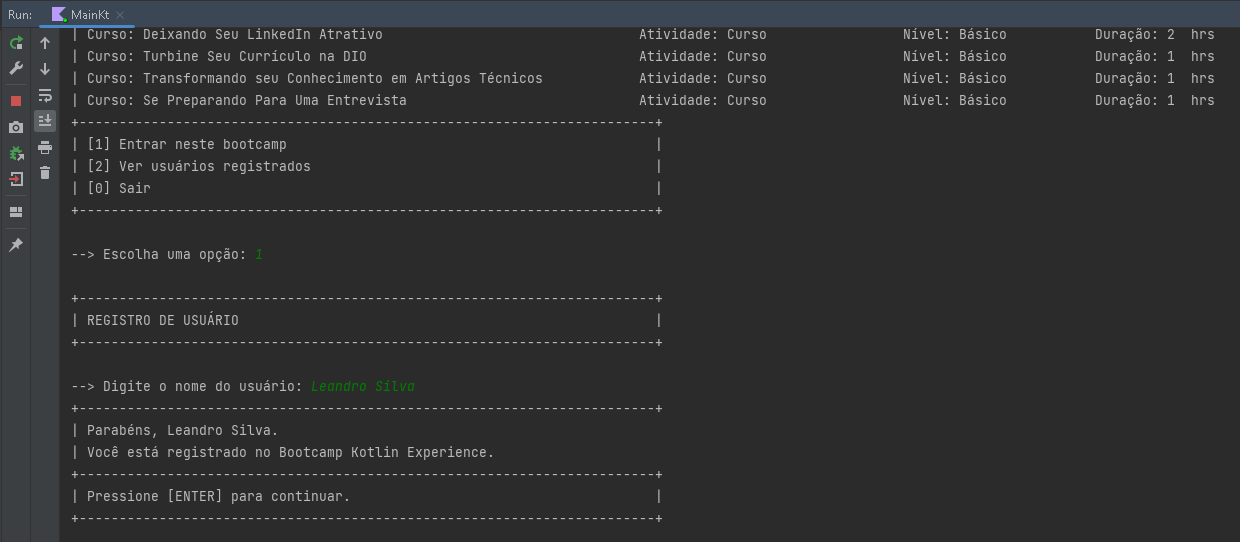 Run: MainKt
| Curso: Deixando Seu LinkedIn Atrativo Atividade: Curso Nível: Básico Duração: 2 hrs
| Curso: Turbine Seu Currículo na DIO Atividade: Curso Nível: Básico Duração: 1 hrs
| Curso: Transformando seu Conhecimento em Artigos Técnicos Atividade: Curso Nível: Básico Duração: 1 hrs
| Curso: Se Preparando Para Uma Entrevista Atividade: Curso Nível: Básico Duração: 1 hrs
+------------------------------------------------------------------------+
| [1] Entrar neste bootcamp |
| [2] Ver usuários registrados |
| [0] Sair |
+------------------------------------------------------------------------+
--> Escolha uma opção: 1
+------------------------------------------------------------------------+
| REGISTRO DE USUÁRIO |
+------------------------------------------------------------------------+
--> Digite o nome do usuário: Leandro Silva
+------------------------------------------------------------------------+
| Parabéns, Leandro Silva.
| Você está registrado no Bootcamp Kotlin Experience.
+------------------------------------------------------------------------+
| Pressione [ENTER] para continuar. |
+------------------------------------------------------------------------+